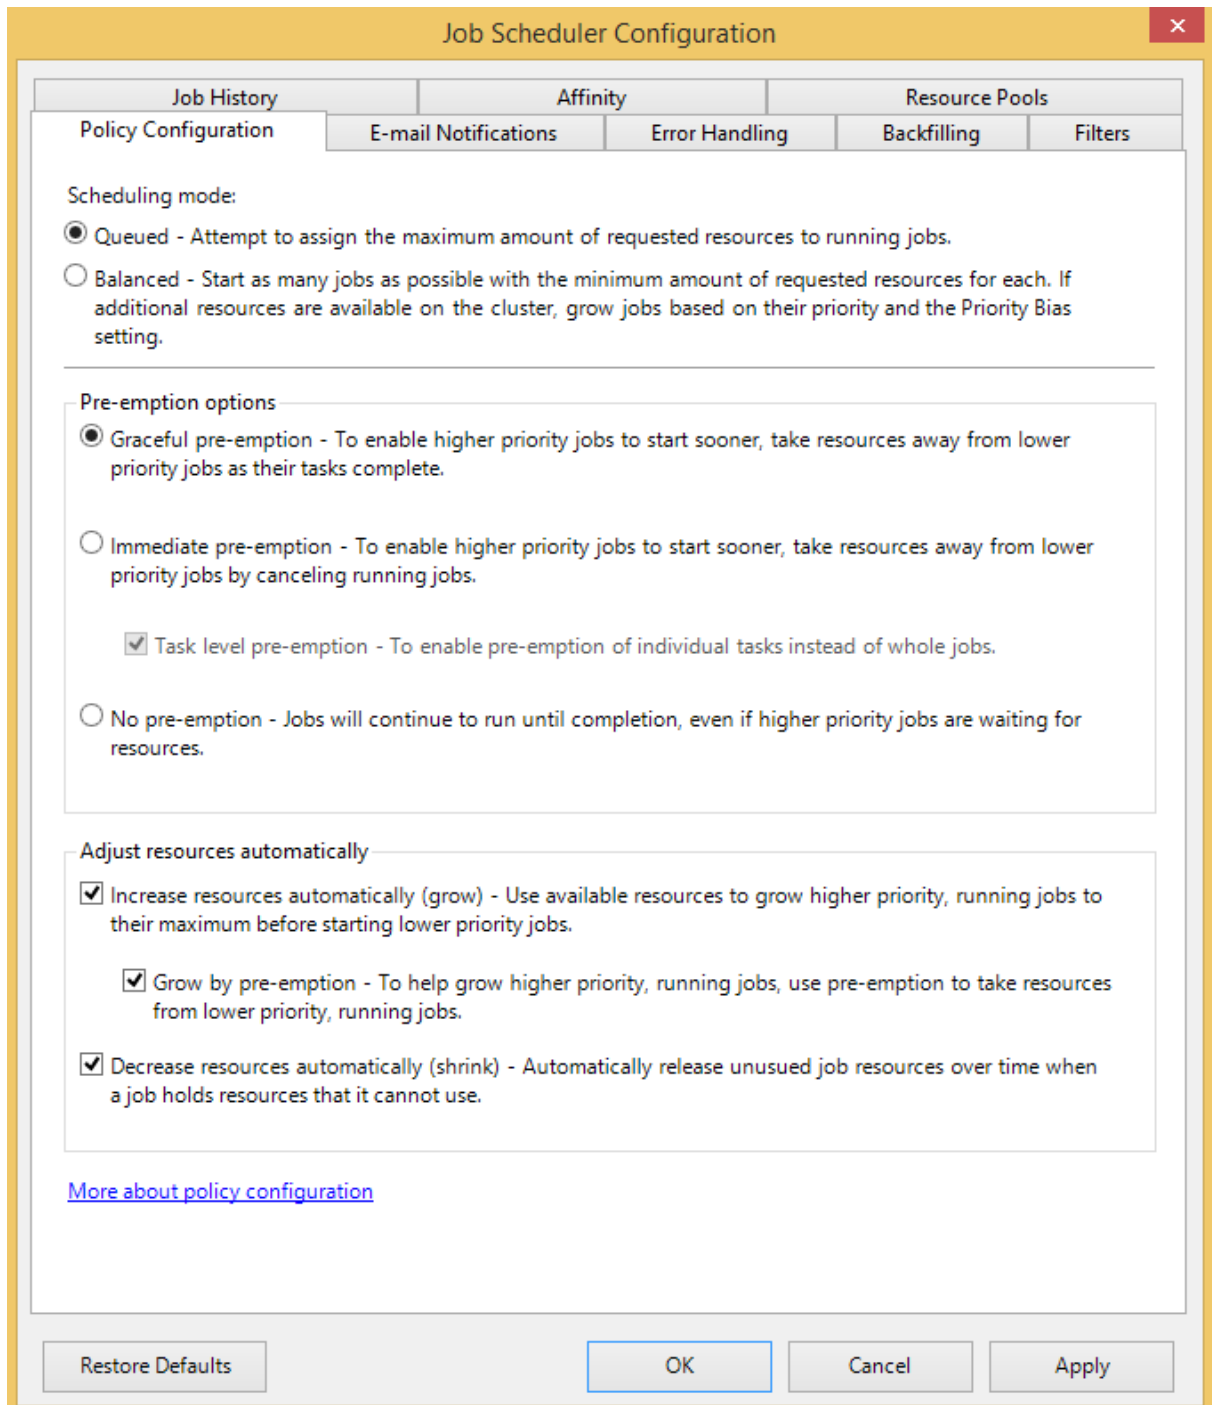 Job Scheduler Configuration
Job History
Affinity
Resource Pools
Policy Configuration
E-mail Notifications
Error Handling
Backfilling
Filters
Scheduling mode:
Queued - Attempt to assign the maximum amount of requested resources to running jobs.
Balanced - Start as many jobs as possible with the minimum amount of requested resources for each. If
additional resources are available on the cluster, grow jobs based on their priority and the Priority Bias
setting.
Pre-emption options
Graceful pre-emption - To enable higher priority jobs to start sooner, take resources away from lower
priority jobs as their tasks complete.
Immediate pre-emption - To enable higher priority jobs to start sooner, take resources away from lower
priority jobs by canceling running jobs.
Task level pre-emption - To enable pre-emption of individual tasks instead of whole jobs.
No pre-emption - Jobs will continue to run until completion, even if higher priority jobs are waiting for
resources.
Adjust resources automatically
Increase resources automatically (grow) - Use available resources to grow higher priority, running jobs to
their maximum before starting lower priority jobs.
Grow by pre-emption - To help grow higher priority, running jobs, use pre-emption to take resources
from lower priority, running jobs.
Decrease resources automatically (shrink) - Automatically release unusued job resources over time when
a job holds resources that it cannot use.
More about policy configuration
Restore Defaults
OK
Cancel
Apply